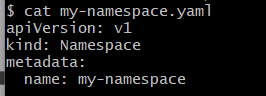 $ cat my-namespace.yaml
apiVersion: v1
kind: Namespace
metadata:
  name: my-namespace